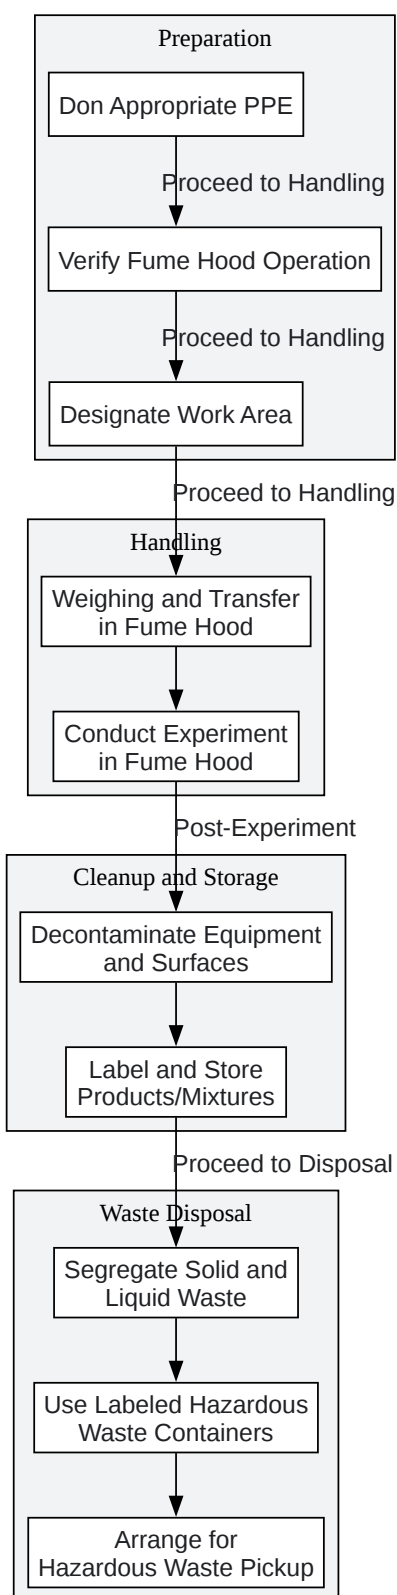 Preparation
Don Appropriate PPE
Proceed to Handling
Verify Fume Hood Operation
Proceed to Handling
Designate Work Area
Proceed to Handling
Handling
Weighing and Transfer
in Fume Hood
Conduct Experiment
in Fume Hood
Post-Experiment
Cleanup and Storage
Decontaminate Equipment
and Surfaces
Label and Store
Products/Mixtures
Proceed to Disposal
Waste Disposal
Segregate Solid and
Liquid Waste
Use Labeled Hazardous
Waste Containers
Arrange for
Hazardous Waste Pickup